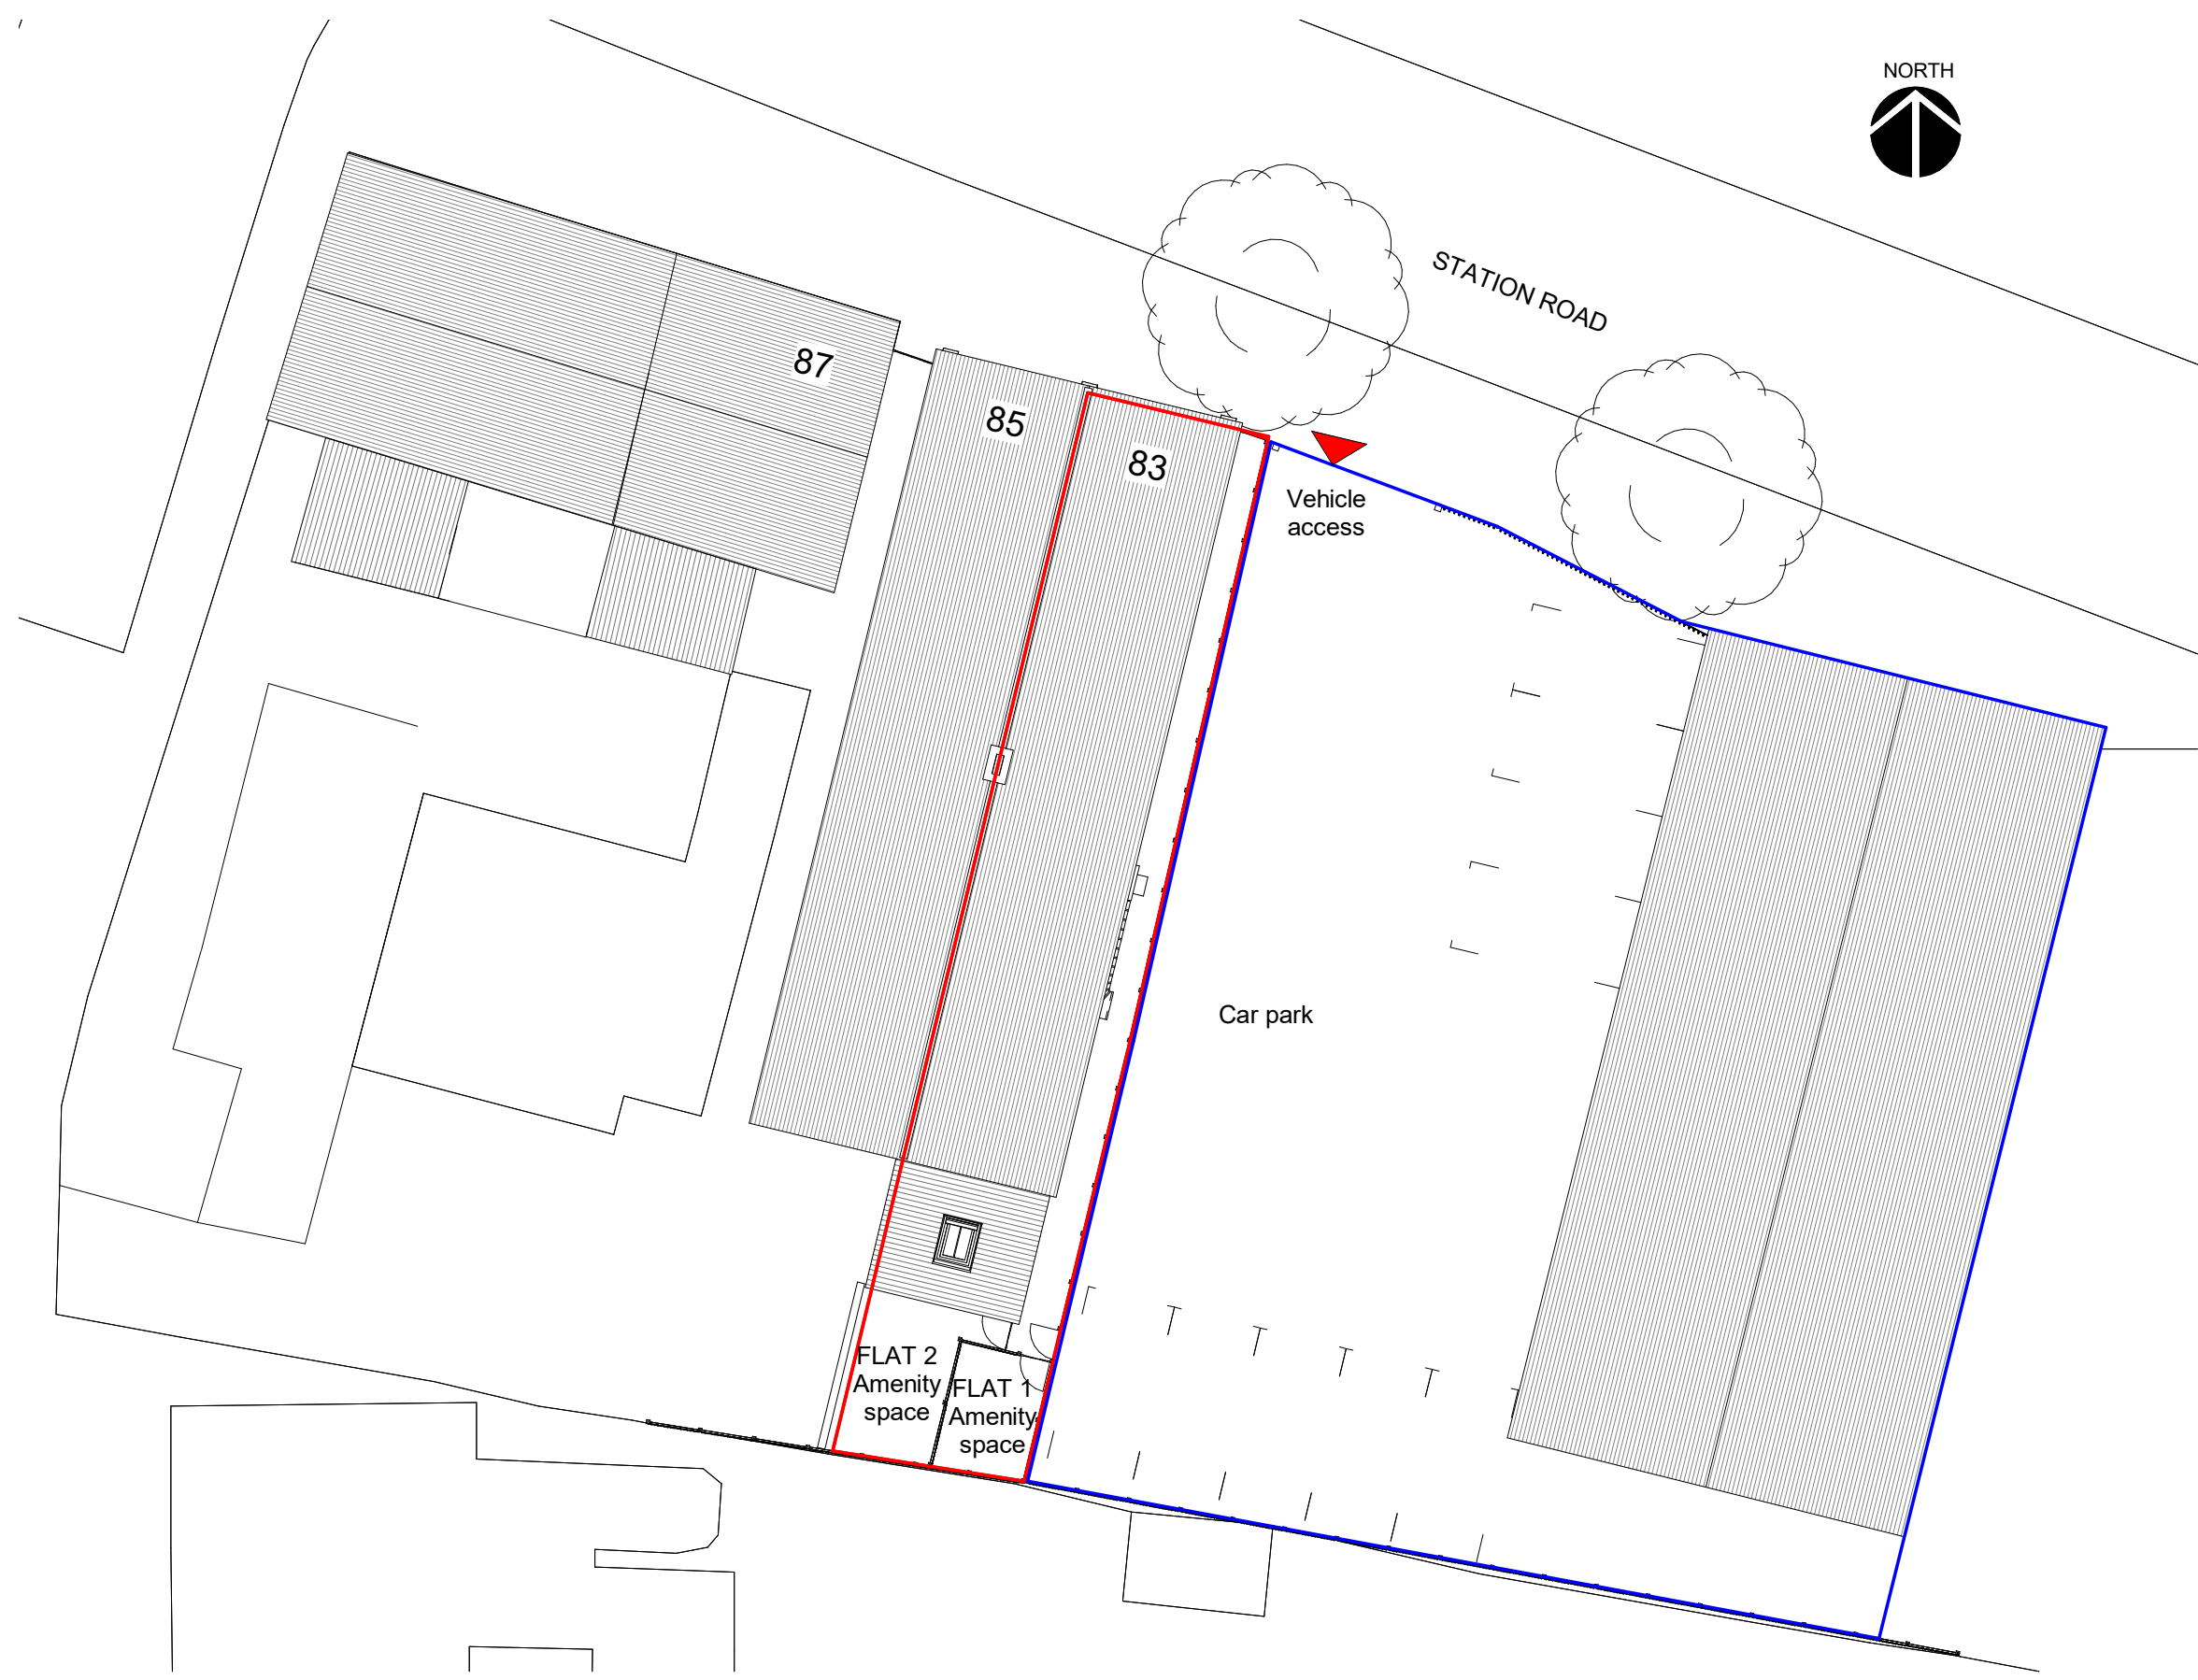 NORTH
STATION ROAD
87
85
83
Vehicle
access
Car park
FLAT 2
Amenity
space
FLAT 1
Amenity
space